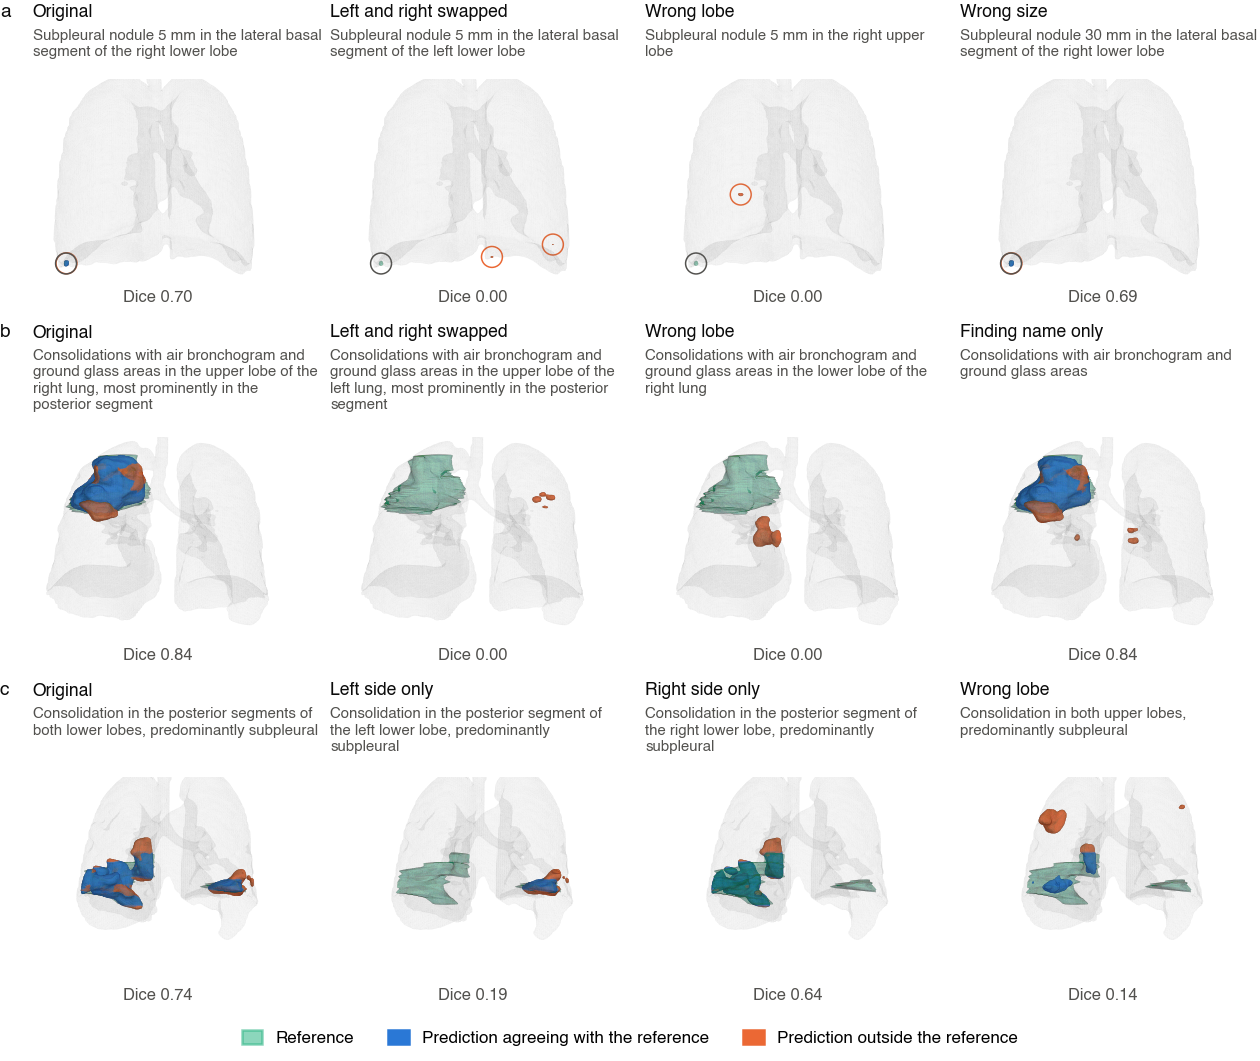 a
Original
Subpleural nodule 5 mm in the lateral basal
segment of the right lower lobe
Left and right swapped
Subpleural nodule 5 mm in the lateral basal
segment of the left lower lobe
Wrong lobe
Subpleural nodule 5 mm in the right upper
lobe
Wrong size
Subpleural nodule 30 mm in the lateral basal
segment of the right lower lobe
Dice 0.70
Dice 0.00
Dice 0.00
Dice 0.69
b
Original
Consolidations with air bronchogram and
ground glass areas in the upper lobe of the
right lung, most prominently in the
posterior segment
Left and right swapped
Consolidations with air bronchogram and
ground glass areas in the upper lobe of the
left lung, most prominently in the posterior
segment
Wrong lobe
Consolidations with air bronchogram and
ground glass areas in the lower lobe of the
right lung
Finding name only
Consolidations with air bronchogram and
ground glass areas
Dice 0.84
Dice 0.00
Dice 0.00
Dice 0.84
c
Original
Consolidation in the posterior segments of
both lower lobes, predominantly subpleural
Left side only
Consolidation in the posterior segment of
the left lower lobe, predominantly
subpleural
Right side only
Consolidation in the posterior segment of
the right lower lobe, predominantly
subpleural
Wrong lobe
Consolidation in both upper lobes,
predominantly subpleural
Dice 0.74
Dice 0.19
Dice 0.64
Dice 0.14
Reference
Prediction agreeing with the reference
Prediction outside the reference